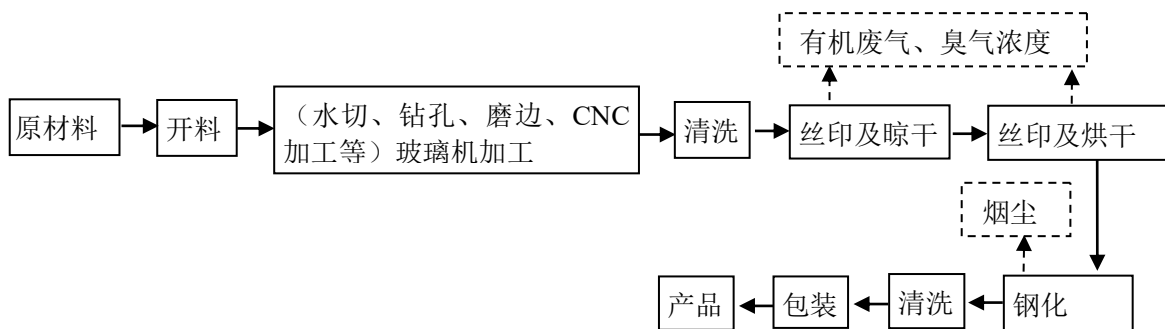 有机废气、臭气浓度
原材料
开料
（水切、钻孔、磨边、CNC
加工等）玻璃机加工
清洗
丝印及晾干
丝印及烘干
烟尘
产品
包装
清洗
钢化